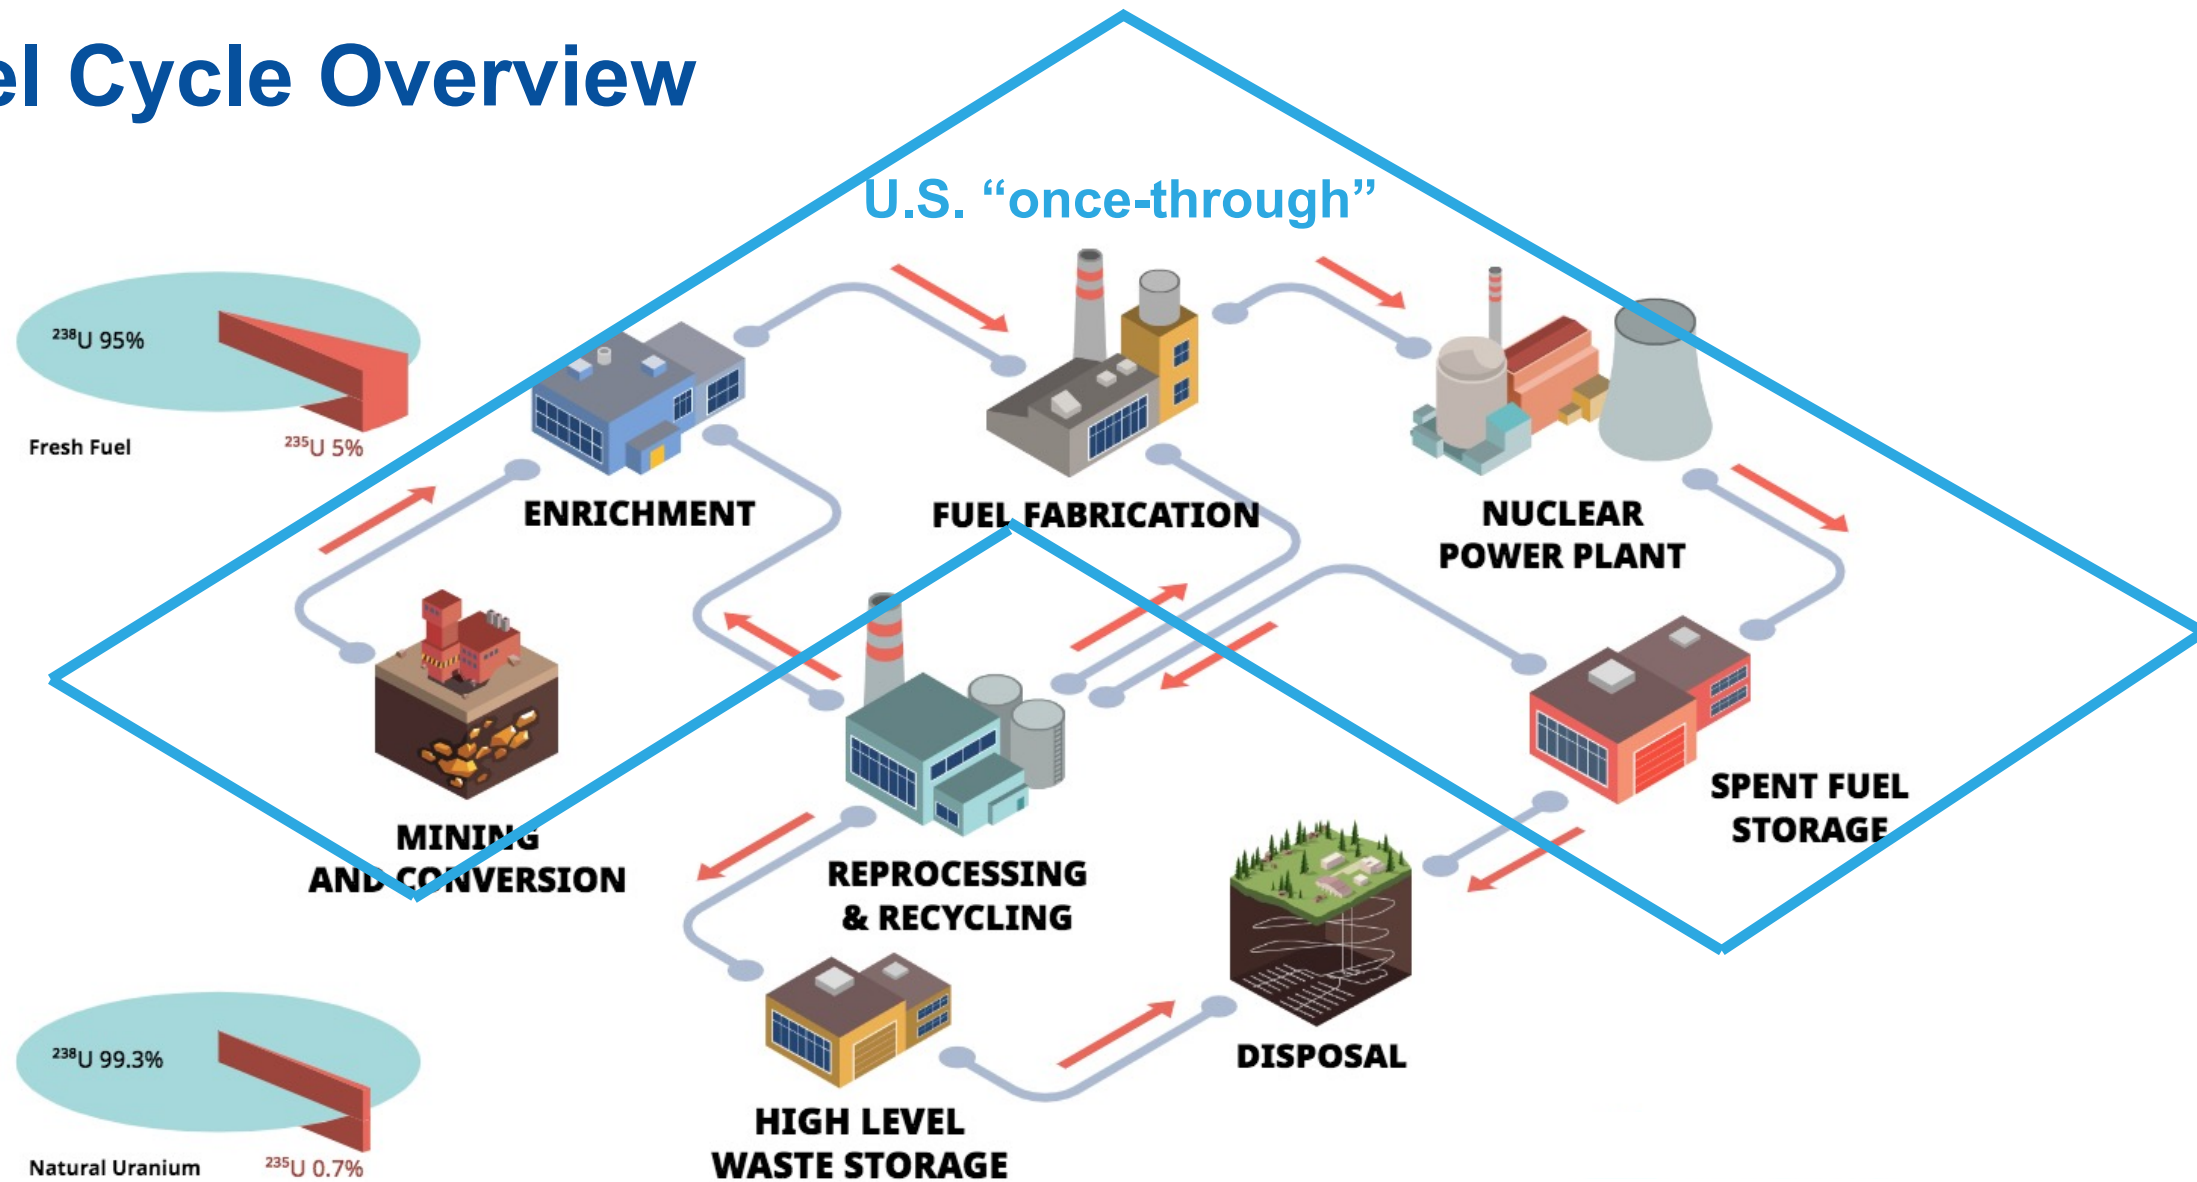 el Cycle Overview
U.S. “once-through”
²³⁸U 95%
Fresh Fuel
²³⁵U 5%
ENRICHMENT
FUEL FABRICATION
NUCLEAR
POWER PLANT
MINING
AND CONVERSION
REPROCESSING
& RECYCLING
SPENT FUEL
STORAGE
DISPOSAL
HIGH LEVEL
WASTE STORAGE
²³⁸U 99.3%
Natural Uranium
²³⁵U 0.7%